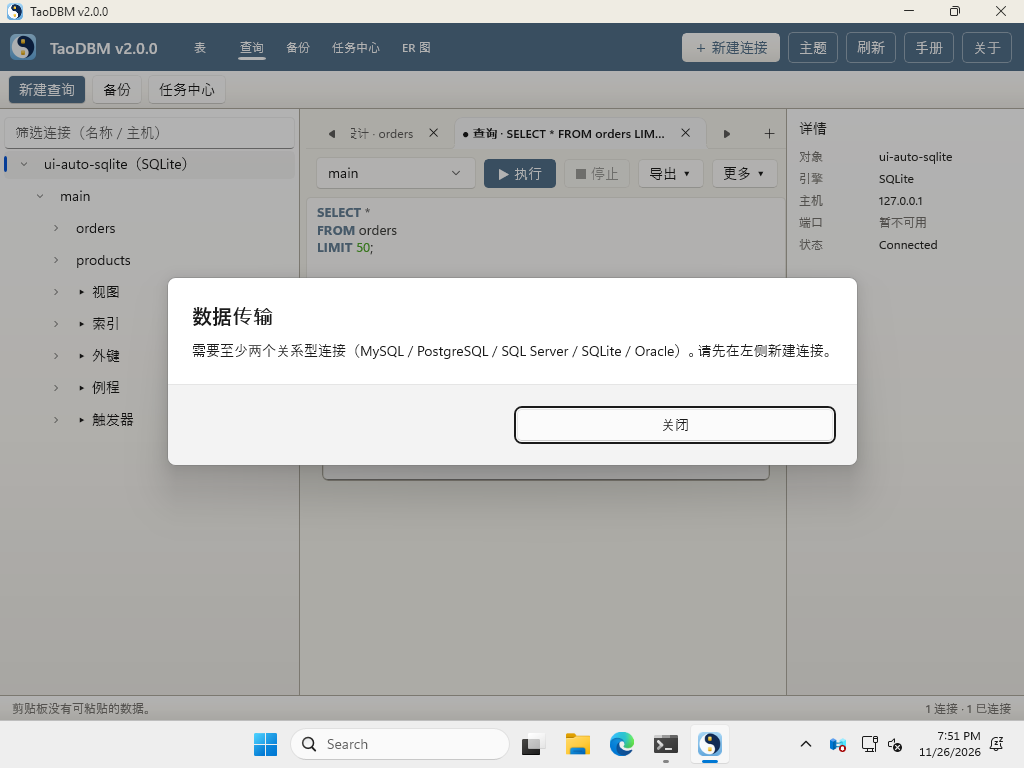 TaoDBM v2.0.0
TaoDBM v2.0.0
表
查询
备份
任务中心
ER 图
+ 新建连接
主题
刷新
手册
关于
新建查询
备份
任务中心
筛选连接（名称 / 主机）
ui-auto-sqlite（SQLite）
main
orders
products
视图
索引
外键
例程
触发器
设计 · orders
● 查询 · SELECT * FROM orders LIM...
main
执行
停止
导出
更多
SELECT *
FROM orders
LIMIT 50;
详情
对象 ui-auto-sqlite
引擎 SQLite
主机 127.0.0.1
端口 暂不可用
状态 Connected
数据传输
需要至少两个关系型连接（MySQL / PostgreSQL / SQL Server / SQLite / Oracle）。请先在左侧新建连接。
关闭
剪贴板没有可粘贴的数据。
1 连接 · 1 已连接
Search
7:51 PM
11/26/2026